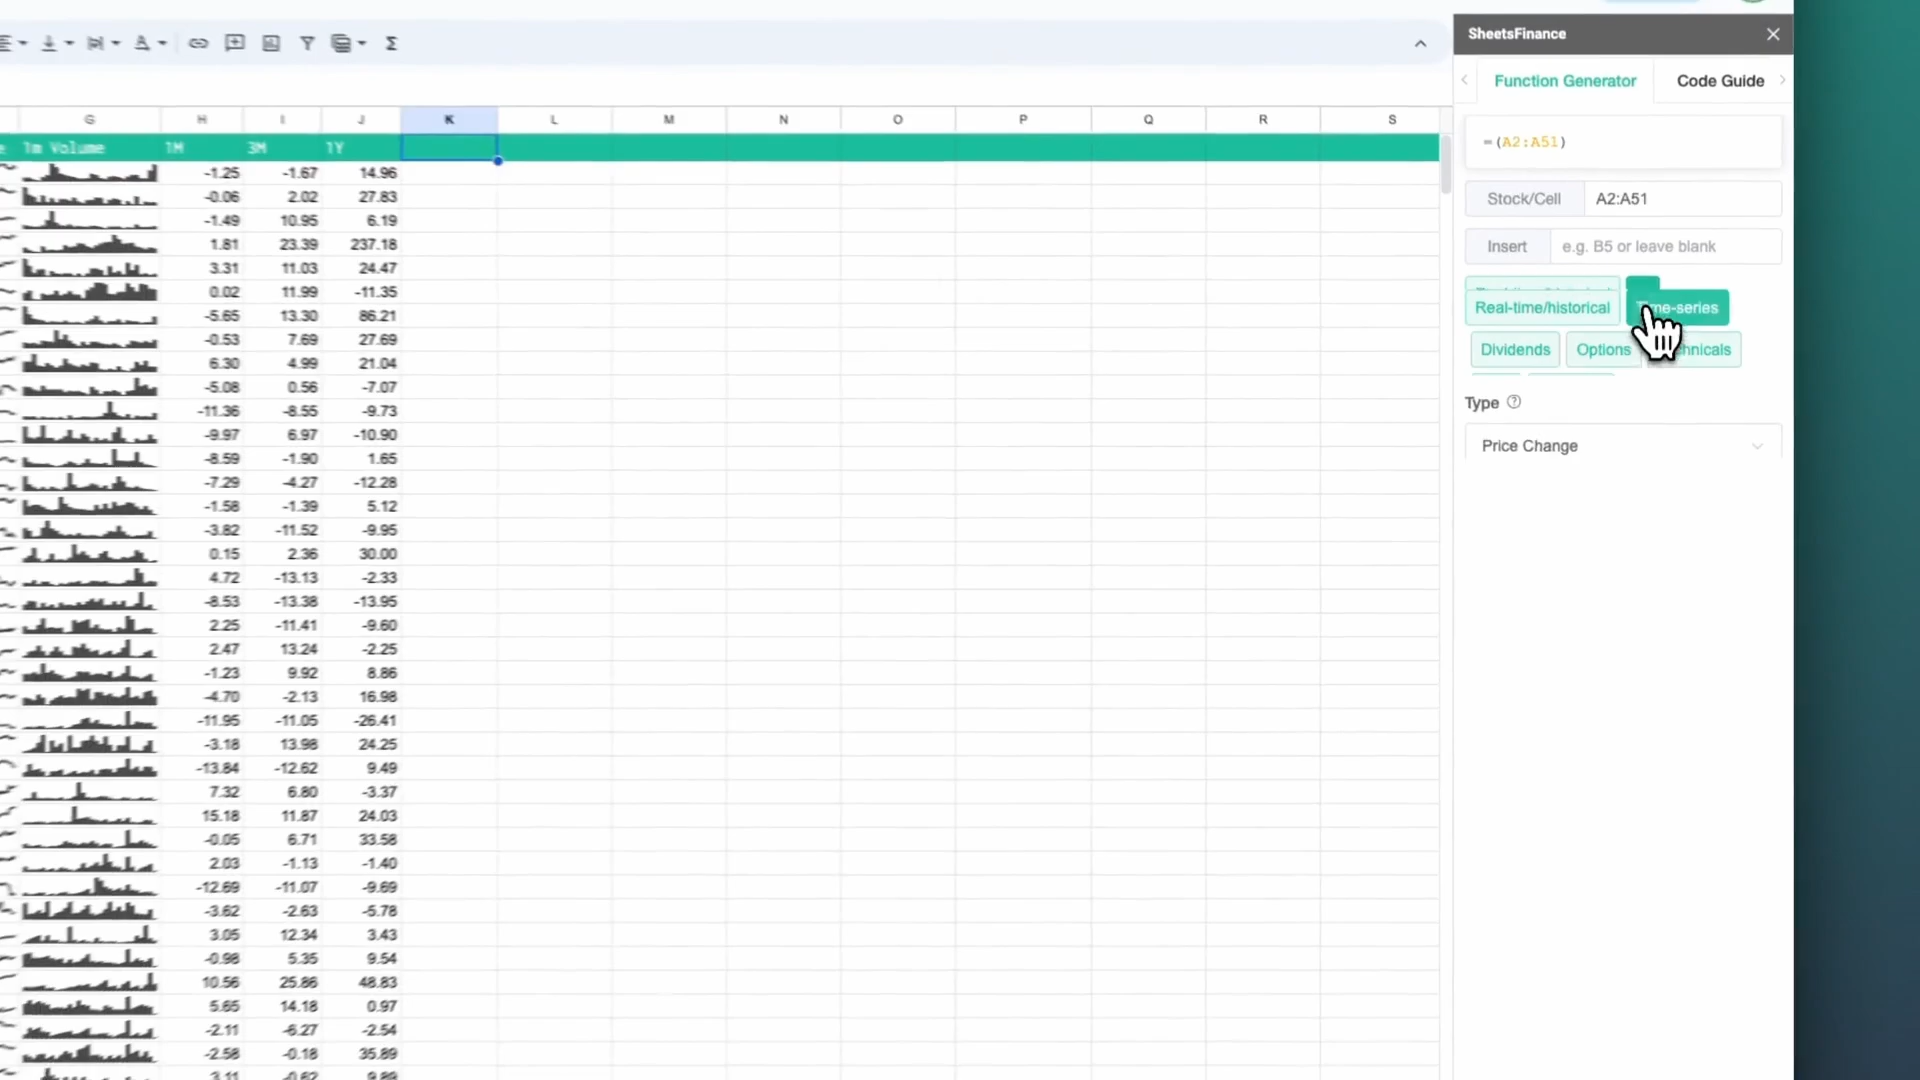 SheetsFinance
Function Generator
Code Guide
=(A2:A51)
Stock/Cell A2:A51
Insert e.g. B5 or leave blank
Real-time/historical
Dividends Options
Type
Price Change
G H I J K L M N O P Q R S
1m Volume 1M 3M 1Y
-1.25 -1.67 14.96
-0.06 2.02 27.83
-1.49 10.95 6.19
1.81 23.39 237.18
3.31 11.03 24.47
0.02 11.99 -11.35
-5.65 13.30 86.21
-0.53 7.69 27.69
6.30 4.99 21.04
-5.08 0.56 -7.07
-11.36 -8.55 -9.73
-9.97 6.97 -10.90
-8.59 -1.90 1.65
-7.29 -4.27 -12.28
-1.58 -1.39 5.12
-3.82 -11.52 -9.95
0.15 2.36 30.00
4.72 -13.13 -2.33
-8.53 -13.38 -13.95
2.25 -11.41 -9.60
2.47 13.24 -2.25
-1.23 9.92 8.86
-4.70 -2.13 16.98
-11.95 -11.05 -26.41
-3.18 13.98 24.25
-13.84 -12.62 9.49
7.32 6.80 -3.37
15.18 11.87 24.03
-0.05 6.71 33.58
2.03 -1.13 -1.40
-12.69 -11.07 -9.69
-3.62 -2.63 -5.78
3.05 12.34 3.43
-0.98 5.35 9.54
10.56 25.86 48.83
5.65 14.18 0.97
-2.11 -6.27 -2.54
-2.58 -0.18 35.89